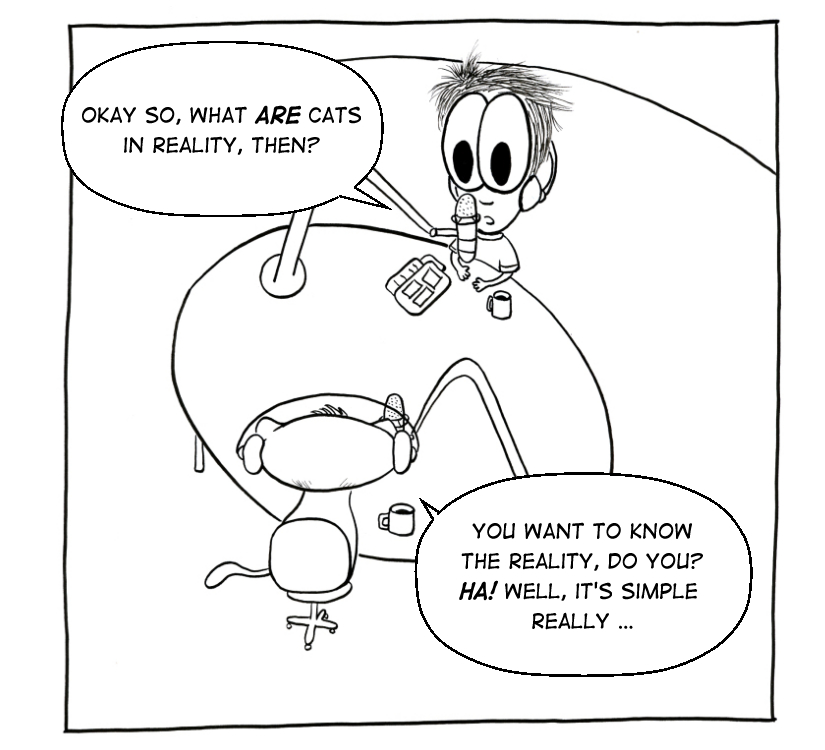 OKAY SO, WHAT ARE CATS
IN REALITY, THEN?
YOU WANT TO KNOW
THE REALITY, DO YOU?
HA! WELL, IT'S SIMPLE
REALLY ...